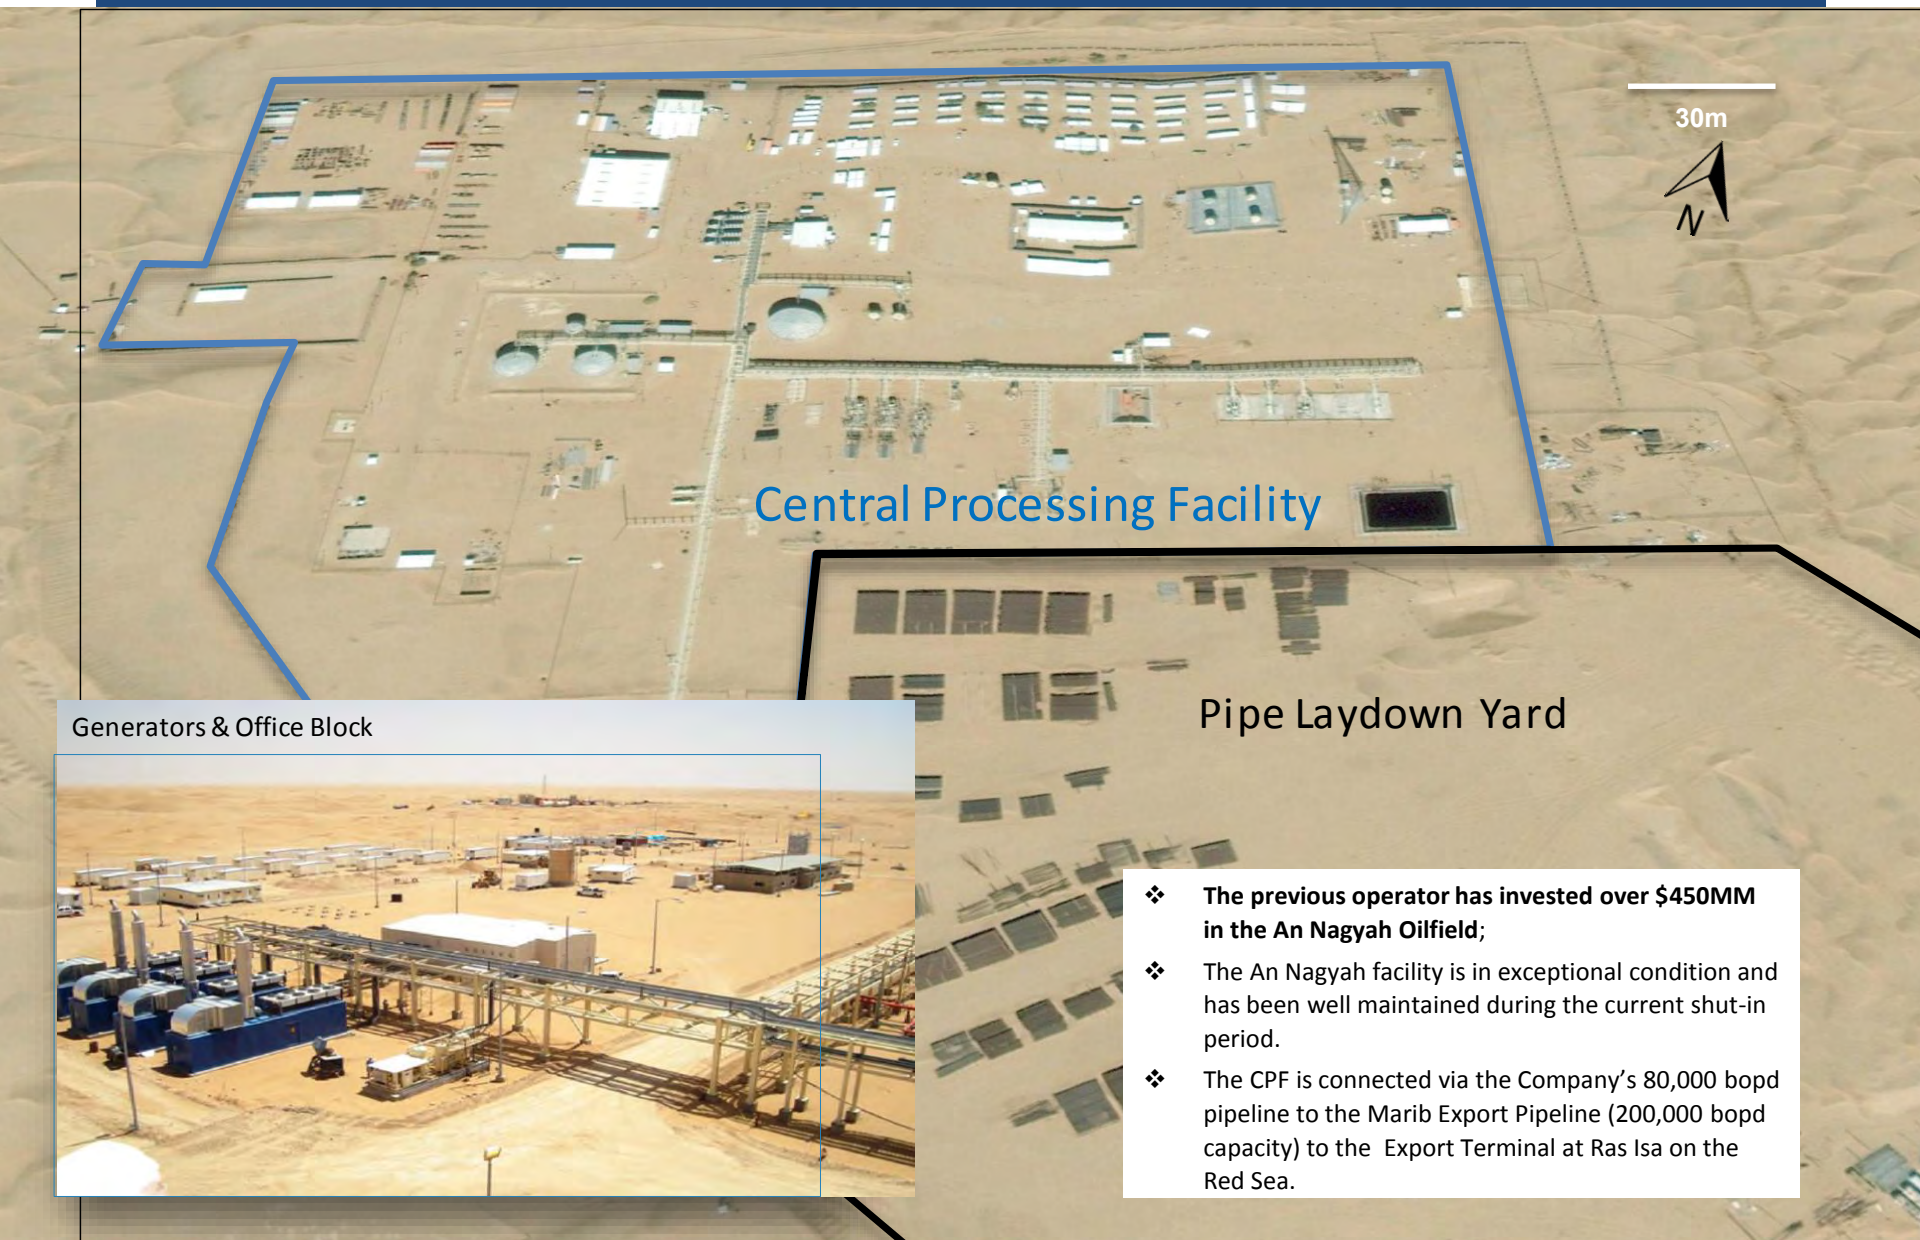 30m
N
Central Processing Facility
Pipe Laydown Yard
Generators & Office Block
❖ The previous operator has invested over $450MM
in the An Nagyah Oilfield;
❖ The An Nagyah facility is in exceptional condition and
has been well maintained during the current shut-in
period.
❖ The CPF is connected via the Company’s 80,000 bopd
pipeline to the Marib Export Pipeline (200,000 bopd
capacity) to the Export Terminal at Ras Isa on the
Red Sea.